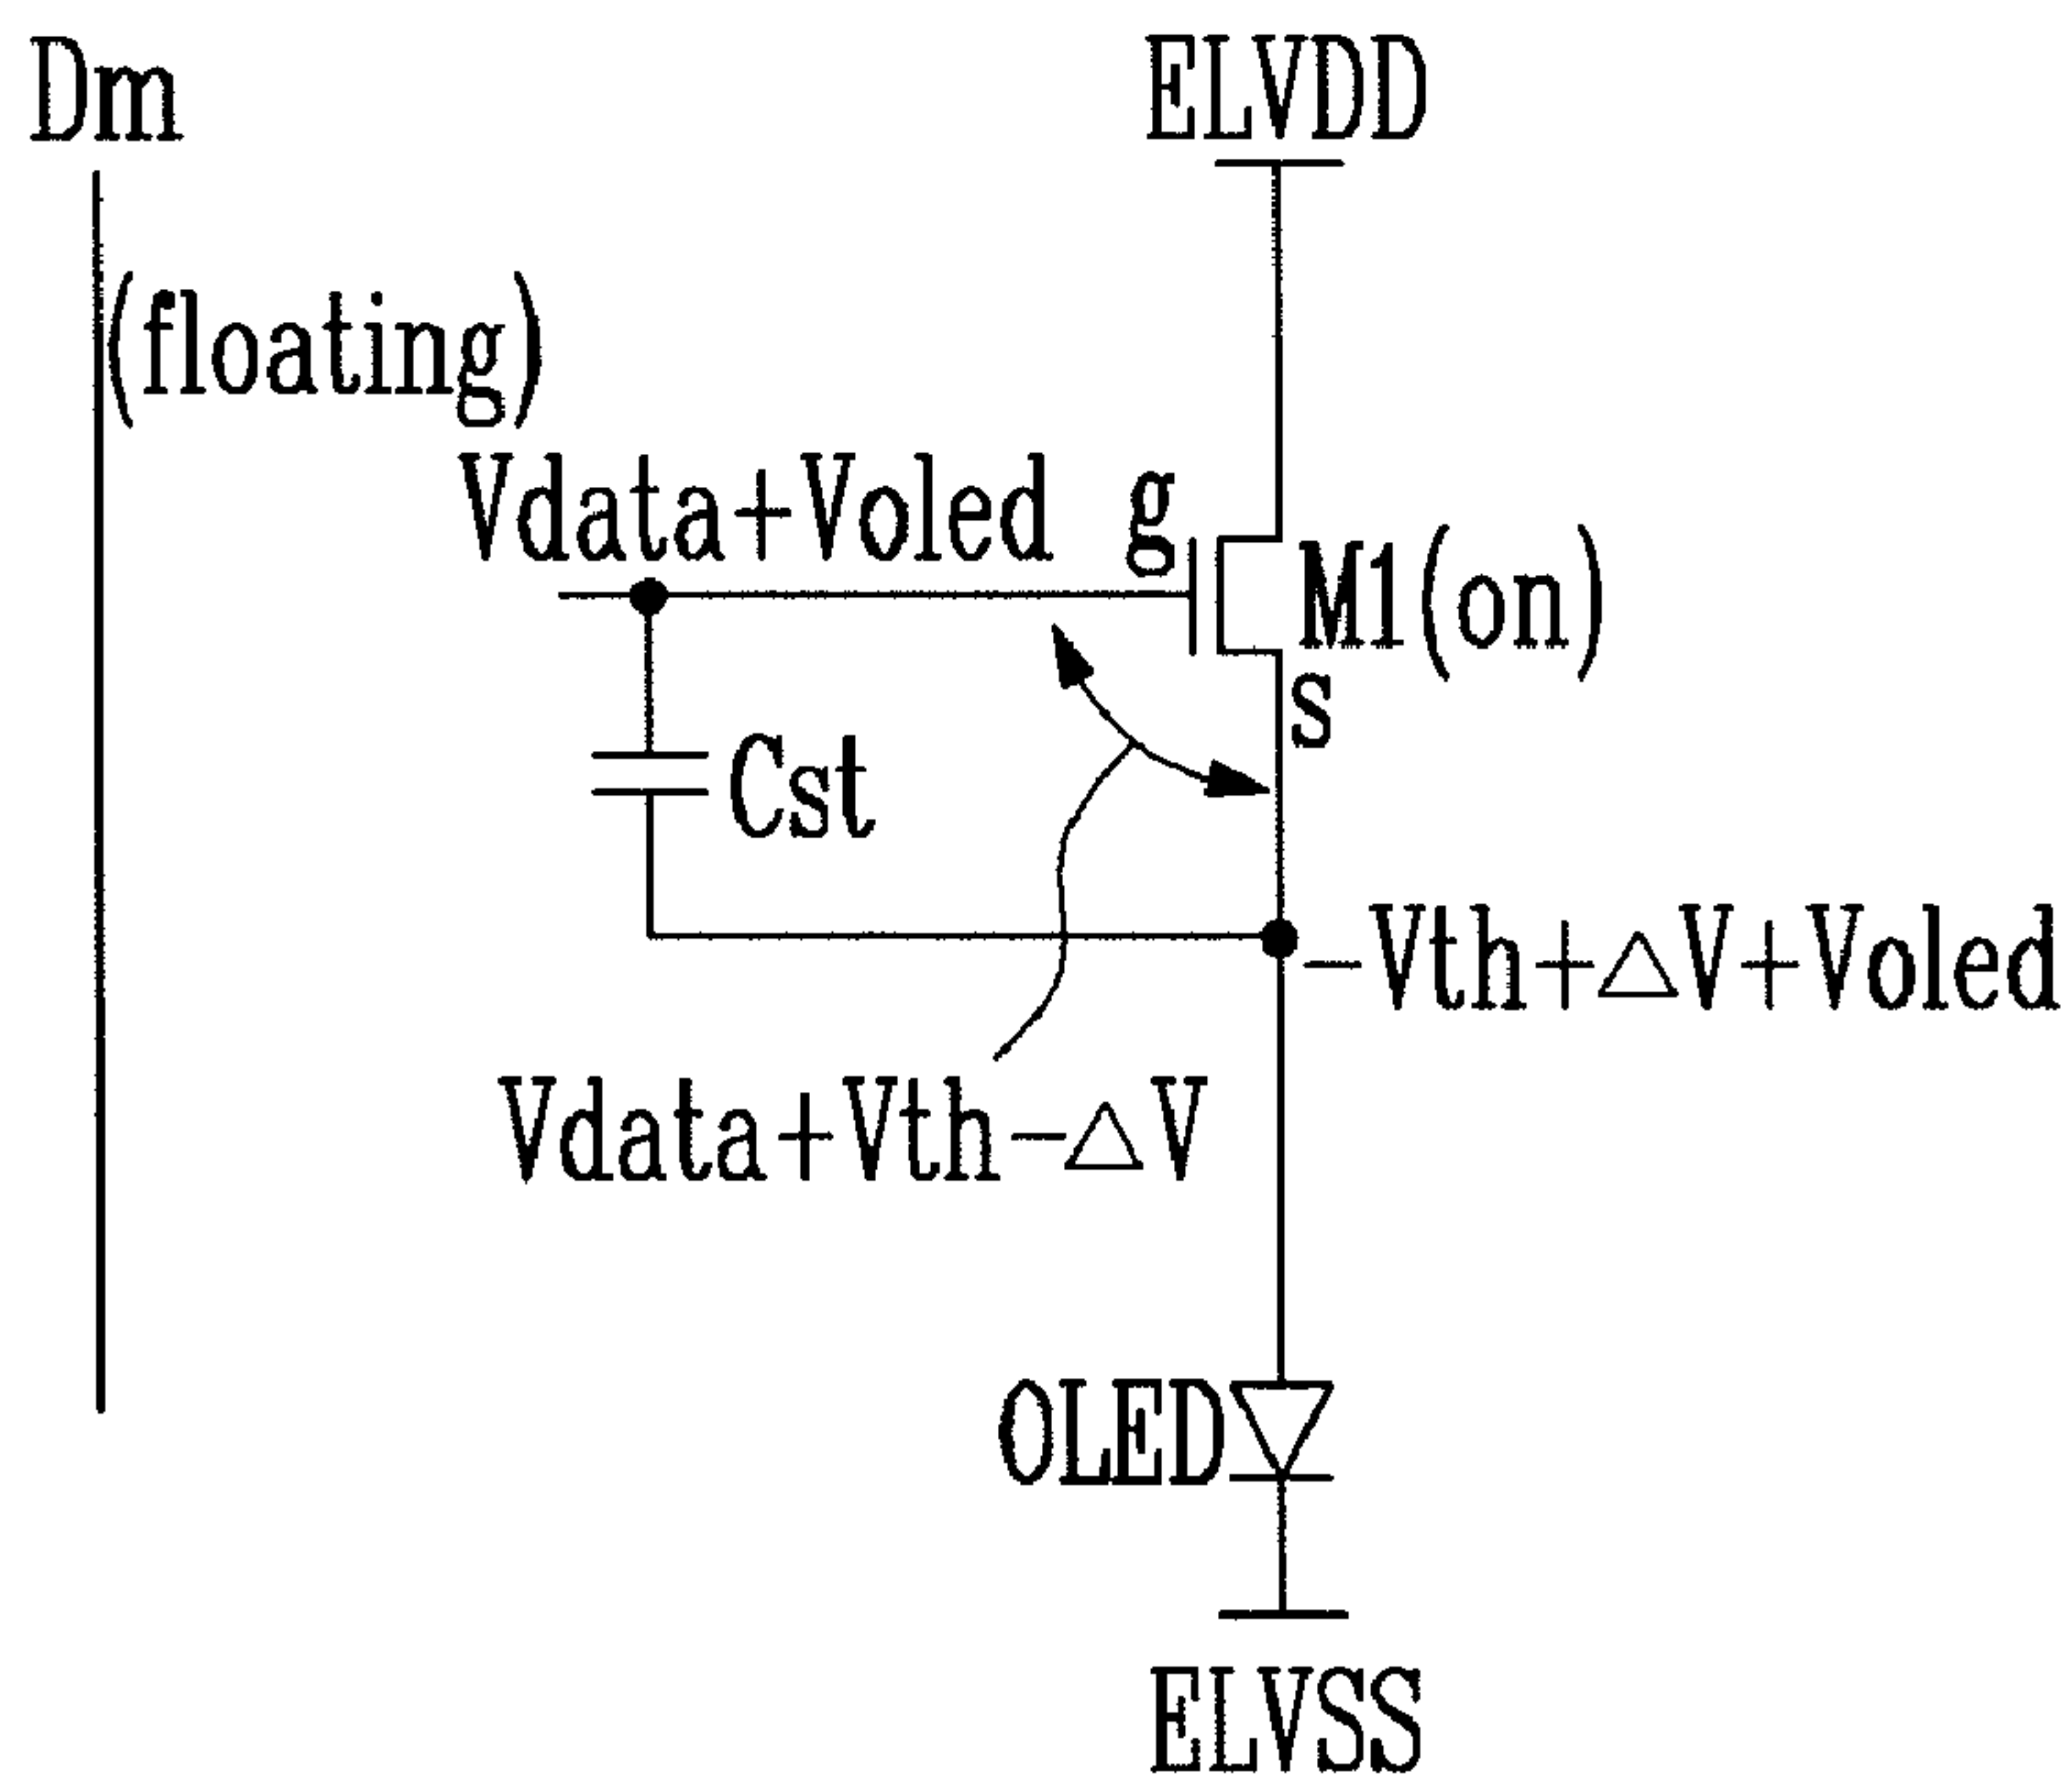 Dm
ELVDD
(floating)
Vdata+Voled
g
M1(on)
s
Cst
-Vth+△V+Voled
Vdata+Vth-△V
OLED
ELVSS